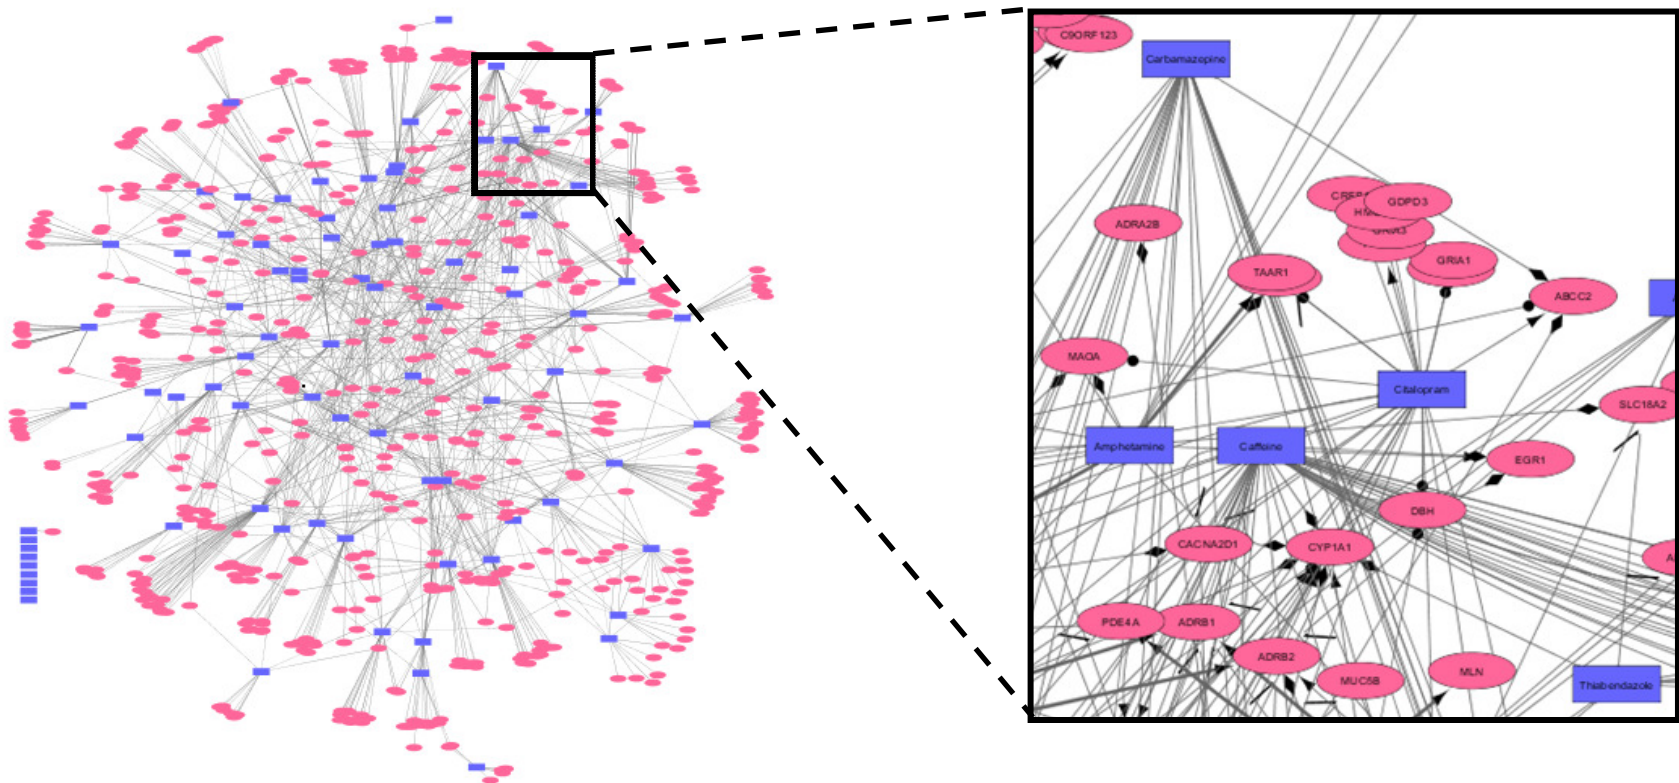 C9ORF123
Carbamazepine
GDPD3
ADRA2B
GRIA1
TAAR1
ABCC2
MAOA
Citalopram
SLC18A2
Amphetamine
Caffeine
EGR1
DBH
CACNA2D1
CYP1A1
PDE4A
ADRB1
ADRB2
MLN
MUC5B
Thiabendazole